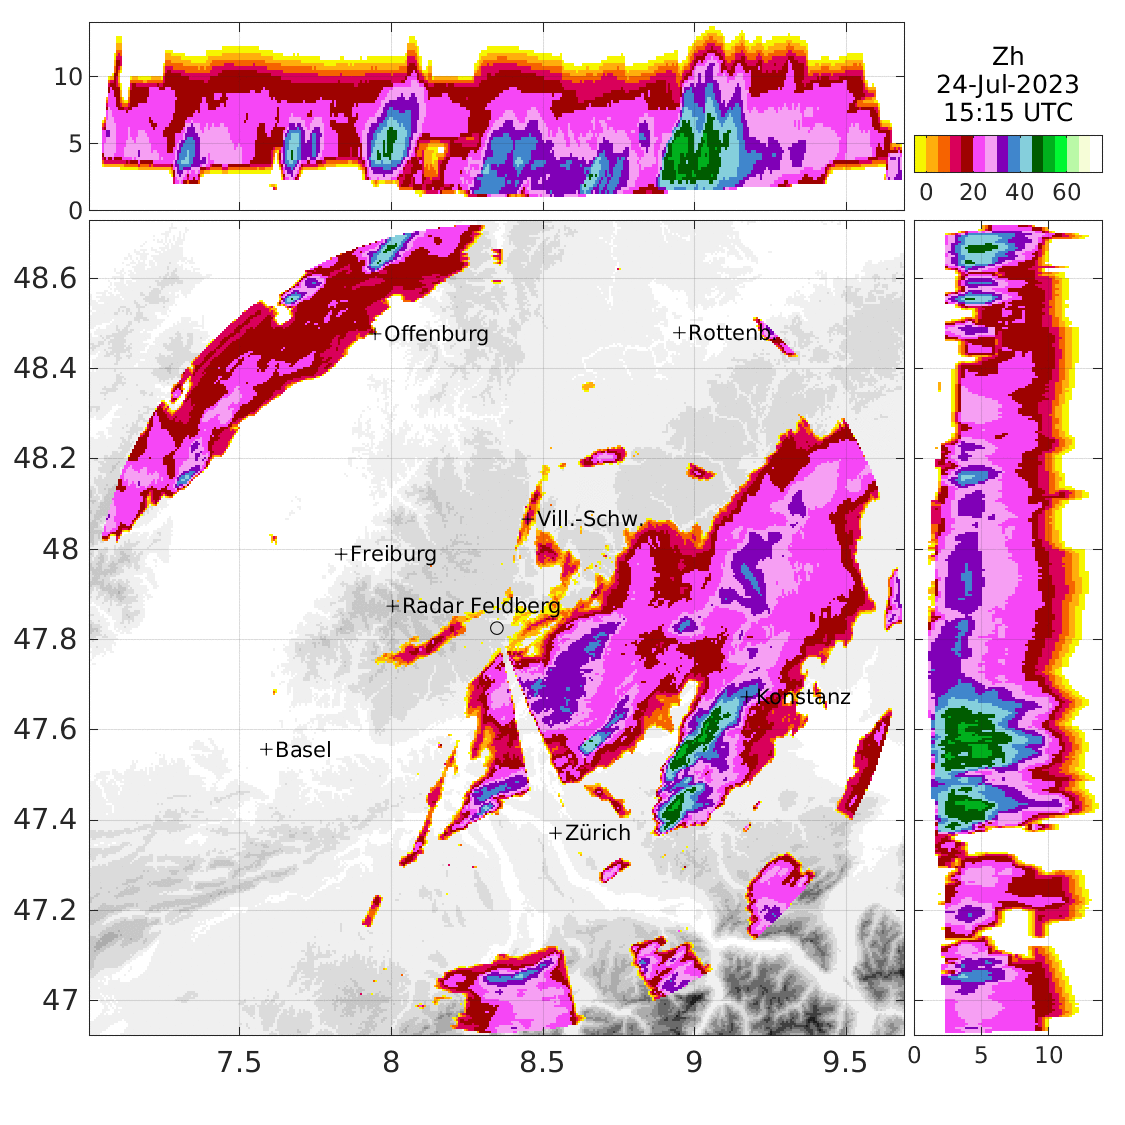 Zh
24-Jul-2023
15:15 UTC
0 20 40 60
10
5
0
48.6
48.4
48.2
48
47.8
47.6
47.4
47.2
47
+Offenburg
+Rottenb.
+Vill.-Schw.
+Freiburg
+Radar Feldberg
+Konstanz
+Basel
+Zürich
7.5 8 8.5 9 9.5
0 5 10